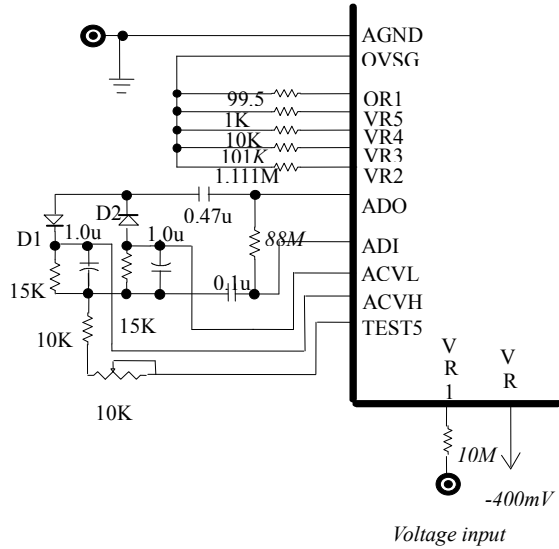 AGND
OVSG
OR1
99.5
VR5
1K
VR4
10K
VR3
101K
VR2
1.111M
ADO
0.47u
D2
D1
1.0u
1.0u
88M
ADI
0.1u
ACVL
15K
ACVH
15K
TEST5
10K
10K
V
R
1
V
R
10M
-400mV
Voltage input